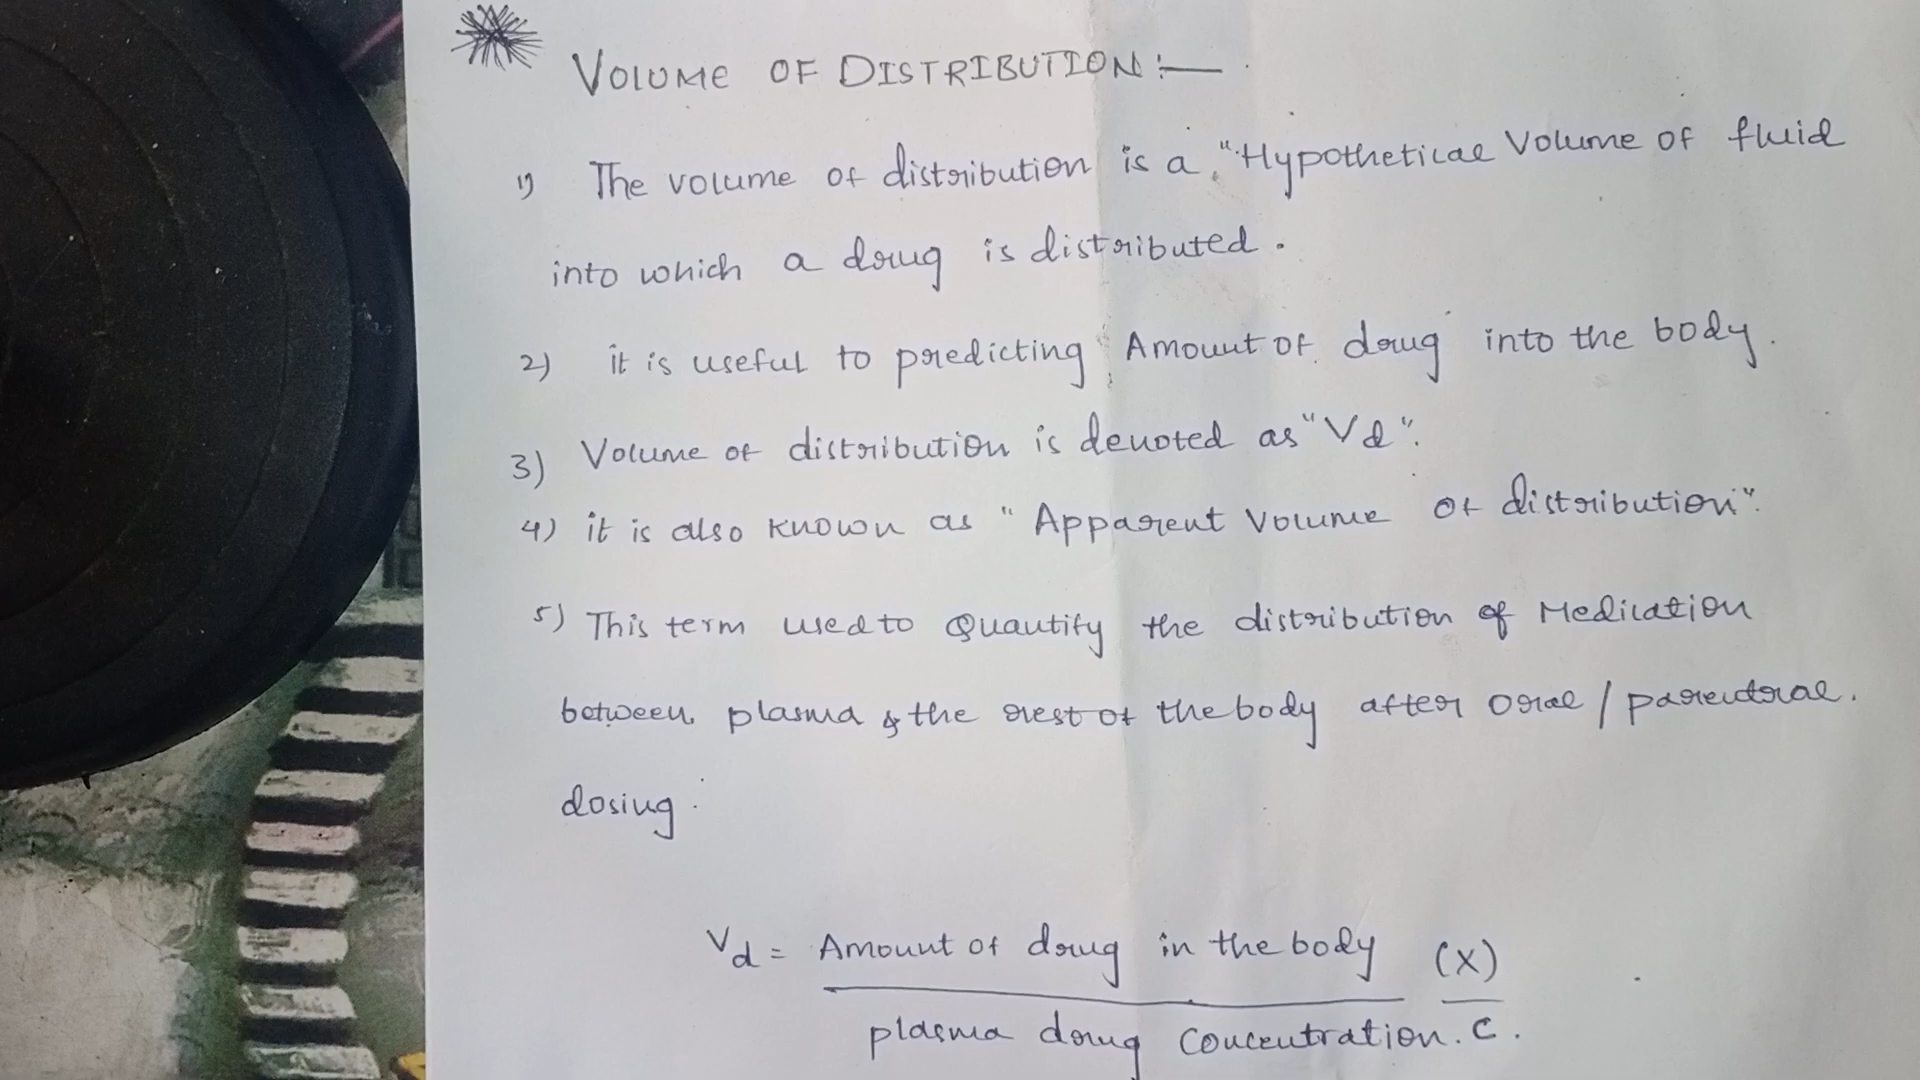 VOLUME OF DISTRIBUTION:—
1) The volume of distribution is a "Hypothetical Volume of fluid
into which a drug is distributed.
2) it is useful to predicting Amount of drug into the body.
3) Volume of distribution is denoted as "Vd".
4) it is also known as "Apparent Volume of distribution".
5) This term used to Quantify the distribution of Medication
between plasma & the rest of the body after oral / parentral.
dosing.
Vd = Amount of drug in the body (X)
plasma drug Concentration. C.